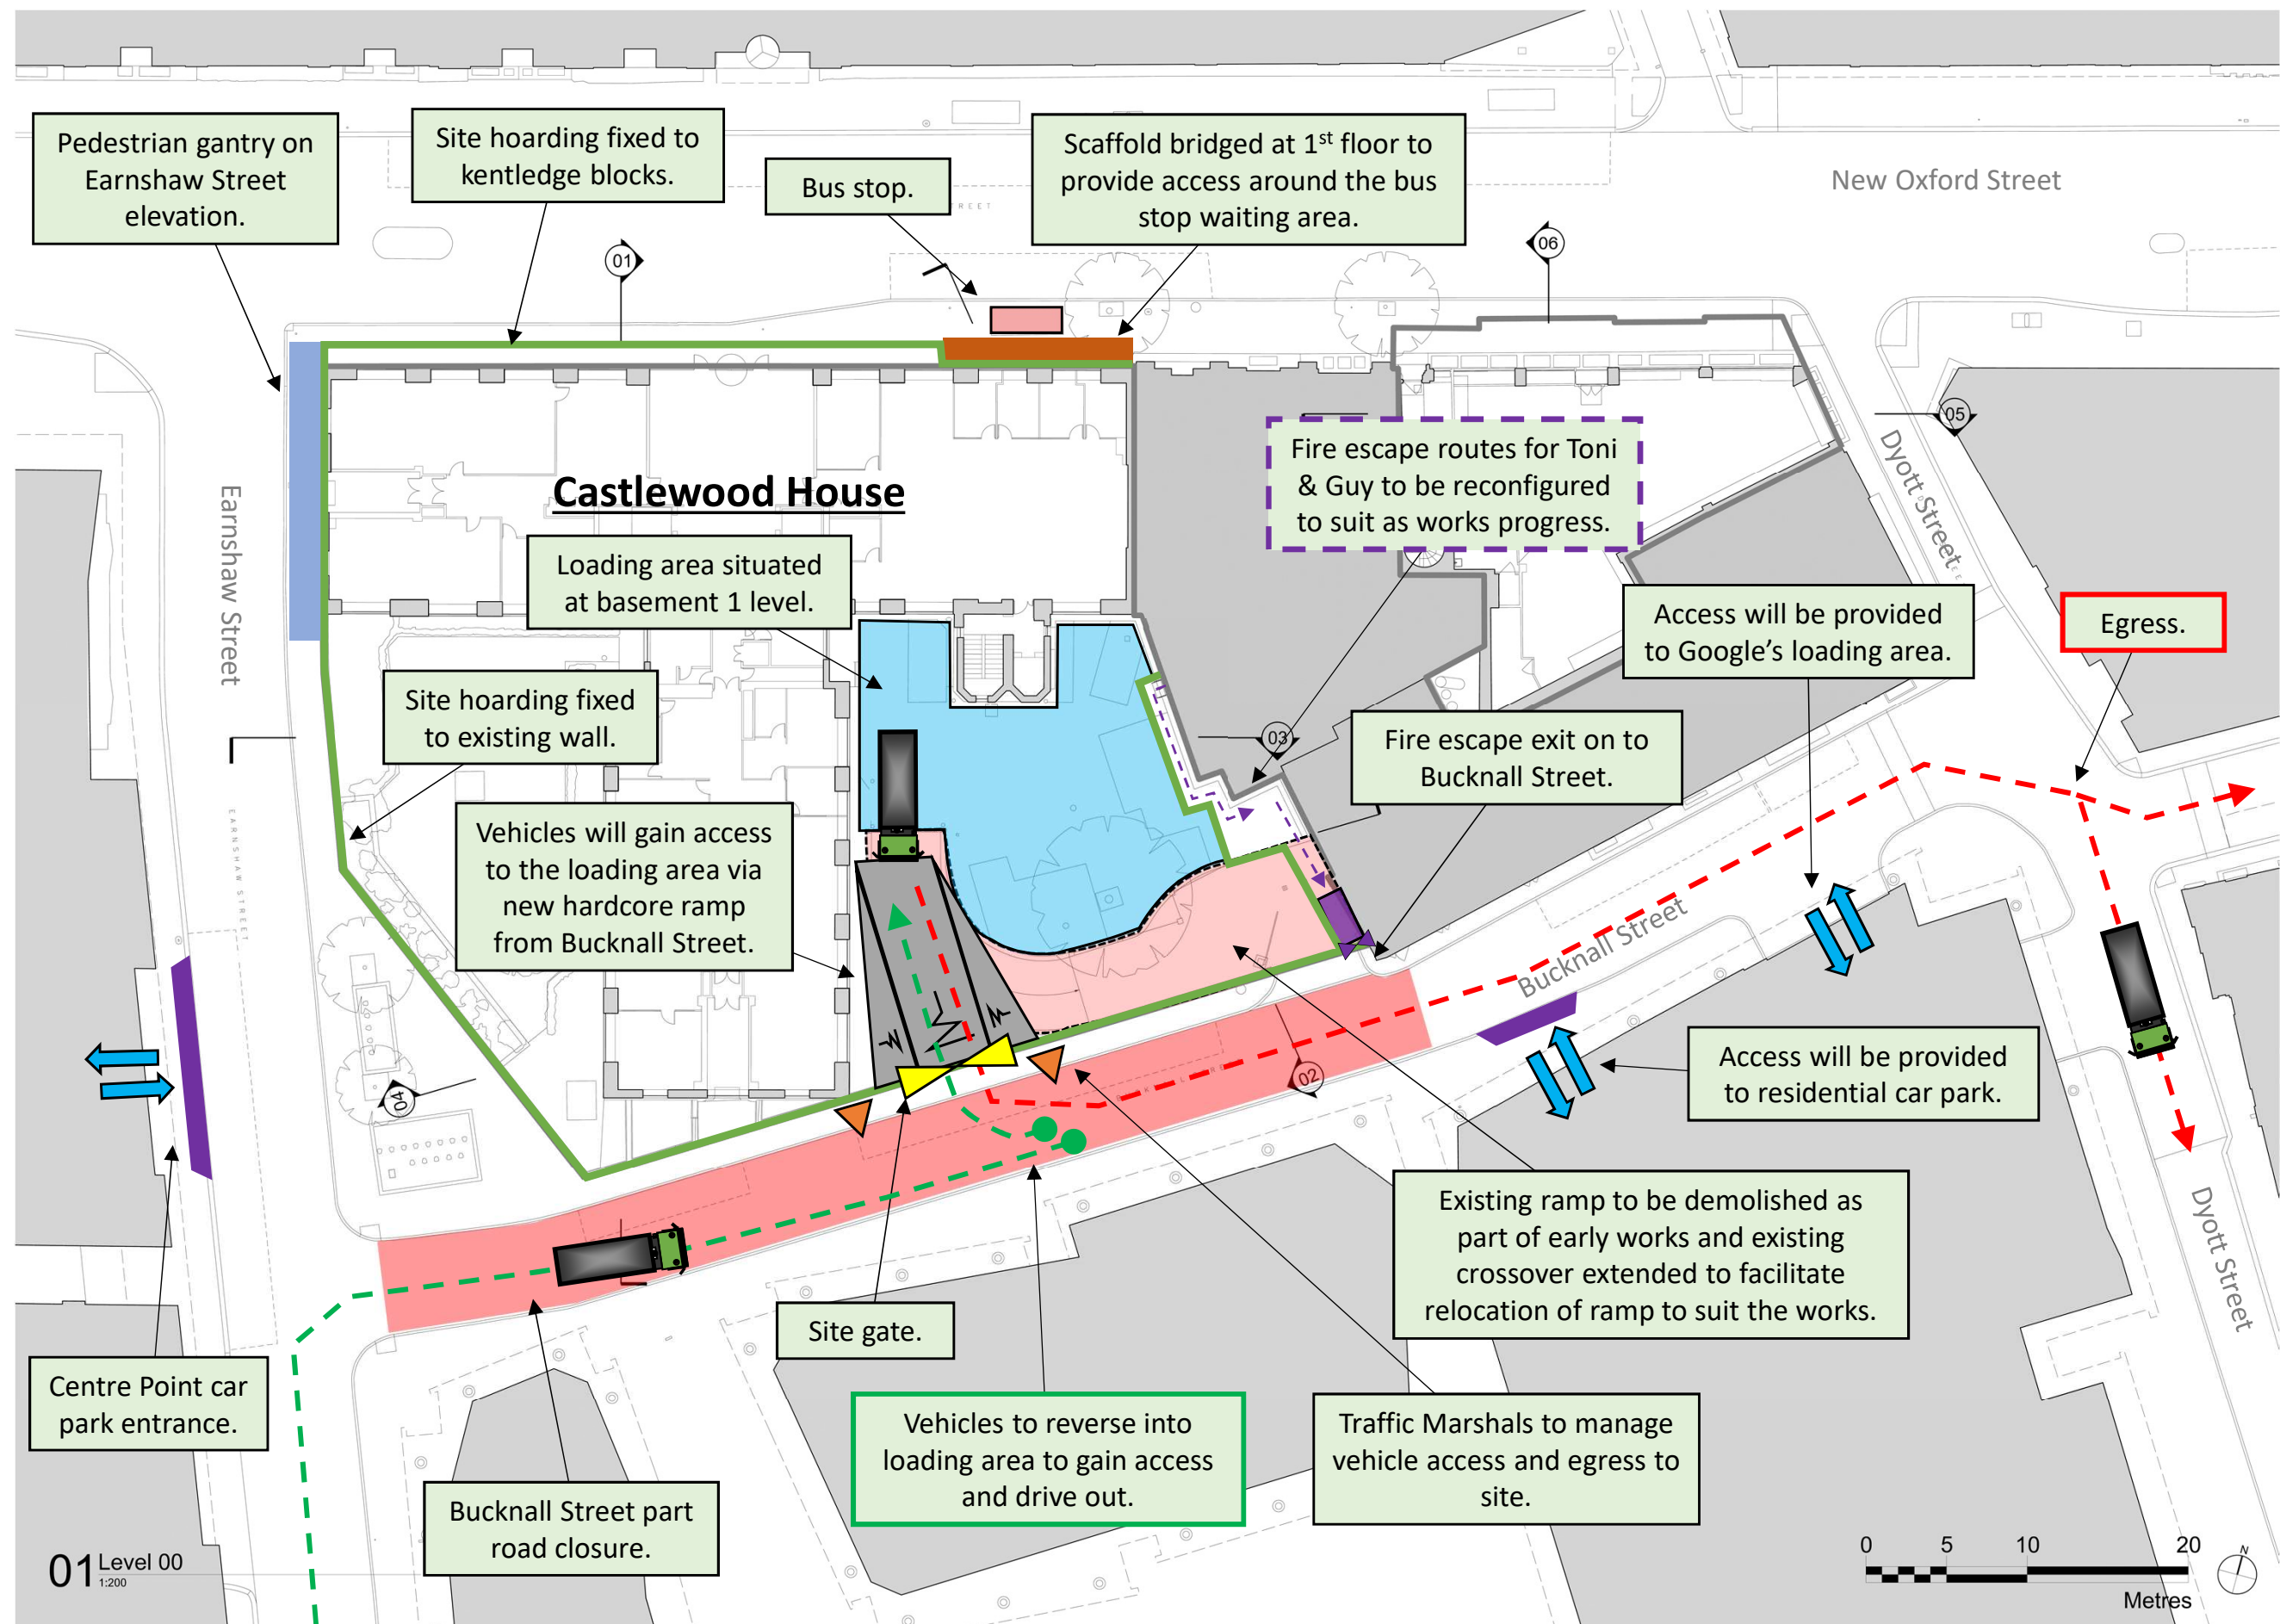 Pedestrian gantry on
Earnshaw Street
elevation.
Site hoarding fixed to
kentledge blocks.
Bus stop.
Scaffold bridged at 1st floor to
provide access around the bus
stop waiting area.
New Oxford Street
STREET
01
06
05
Dyott Street
Fire escape routes for Toni
& Guy to be reconfigured
to suit as works progress.
Castlewood House
Earnshaw Street
Loading area situated
at basement 1 level.
Access will be provided
to Google's loading area.
Egress.
Site hoarding fixed
to existing wall.
03
Fire escape exit on to
Bucknall Street.
Vehicles will gain access
to the loading area via
new hardcore ramp
from Bucknall Street.
EARNSHAW STREET
Bucknall Street
04
02
Access will be provided
to residential car park.
Existing ramp to be demolished as
part of early works and existing
crossover extended to facilitate
relocation of ramp to suit the works.
Dyott Street
Site gate.
Centre Point car
park entrance.
Vehicles to reverse into
loading area to gain access
and drive out.
Traffic Marshals to manage
vehicle access and egress to
site.
Bucknall Street part
road closure.
01 Level 00
1:200
0 5 10 20
Metres
N